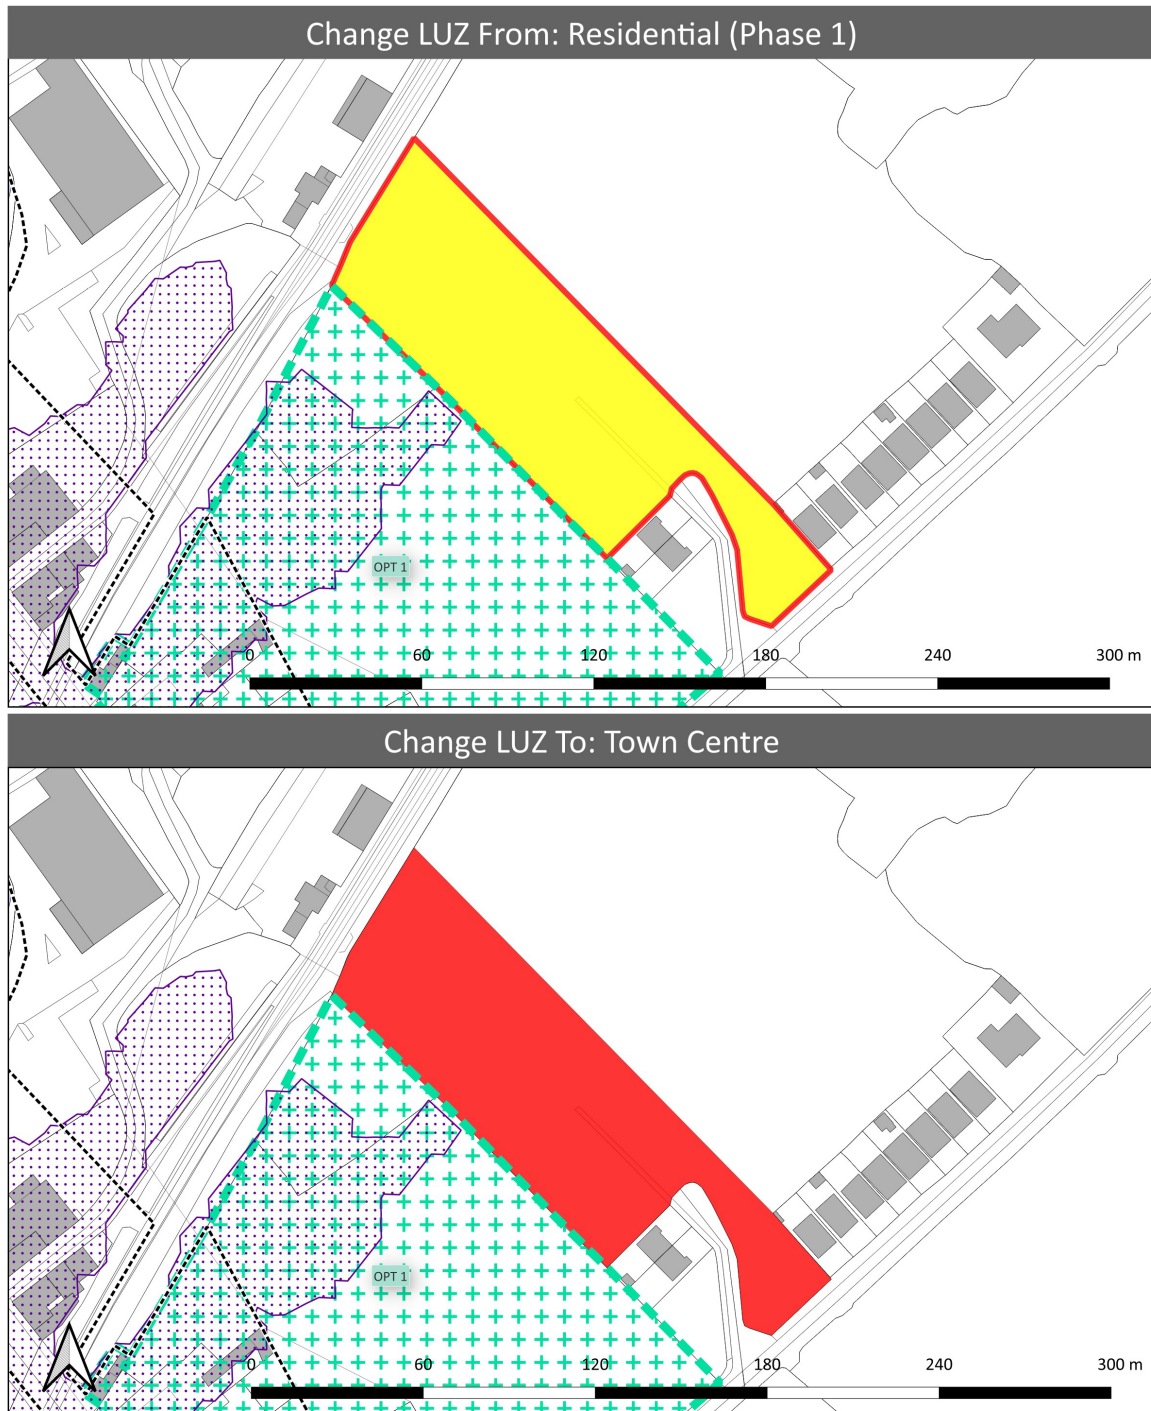 Change LUZ From: Residential (Phase 1)
OPT 1
0 60 120 180 240 300 m
Change LUZ To: Town Centre
OPT 1
0 60 120 180 240 300 m